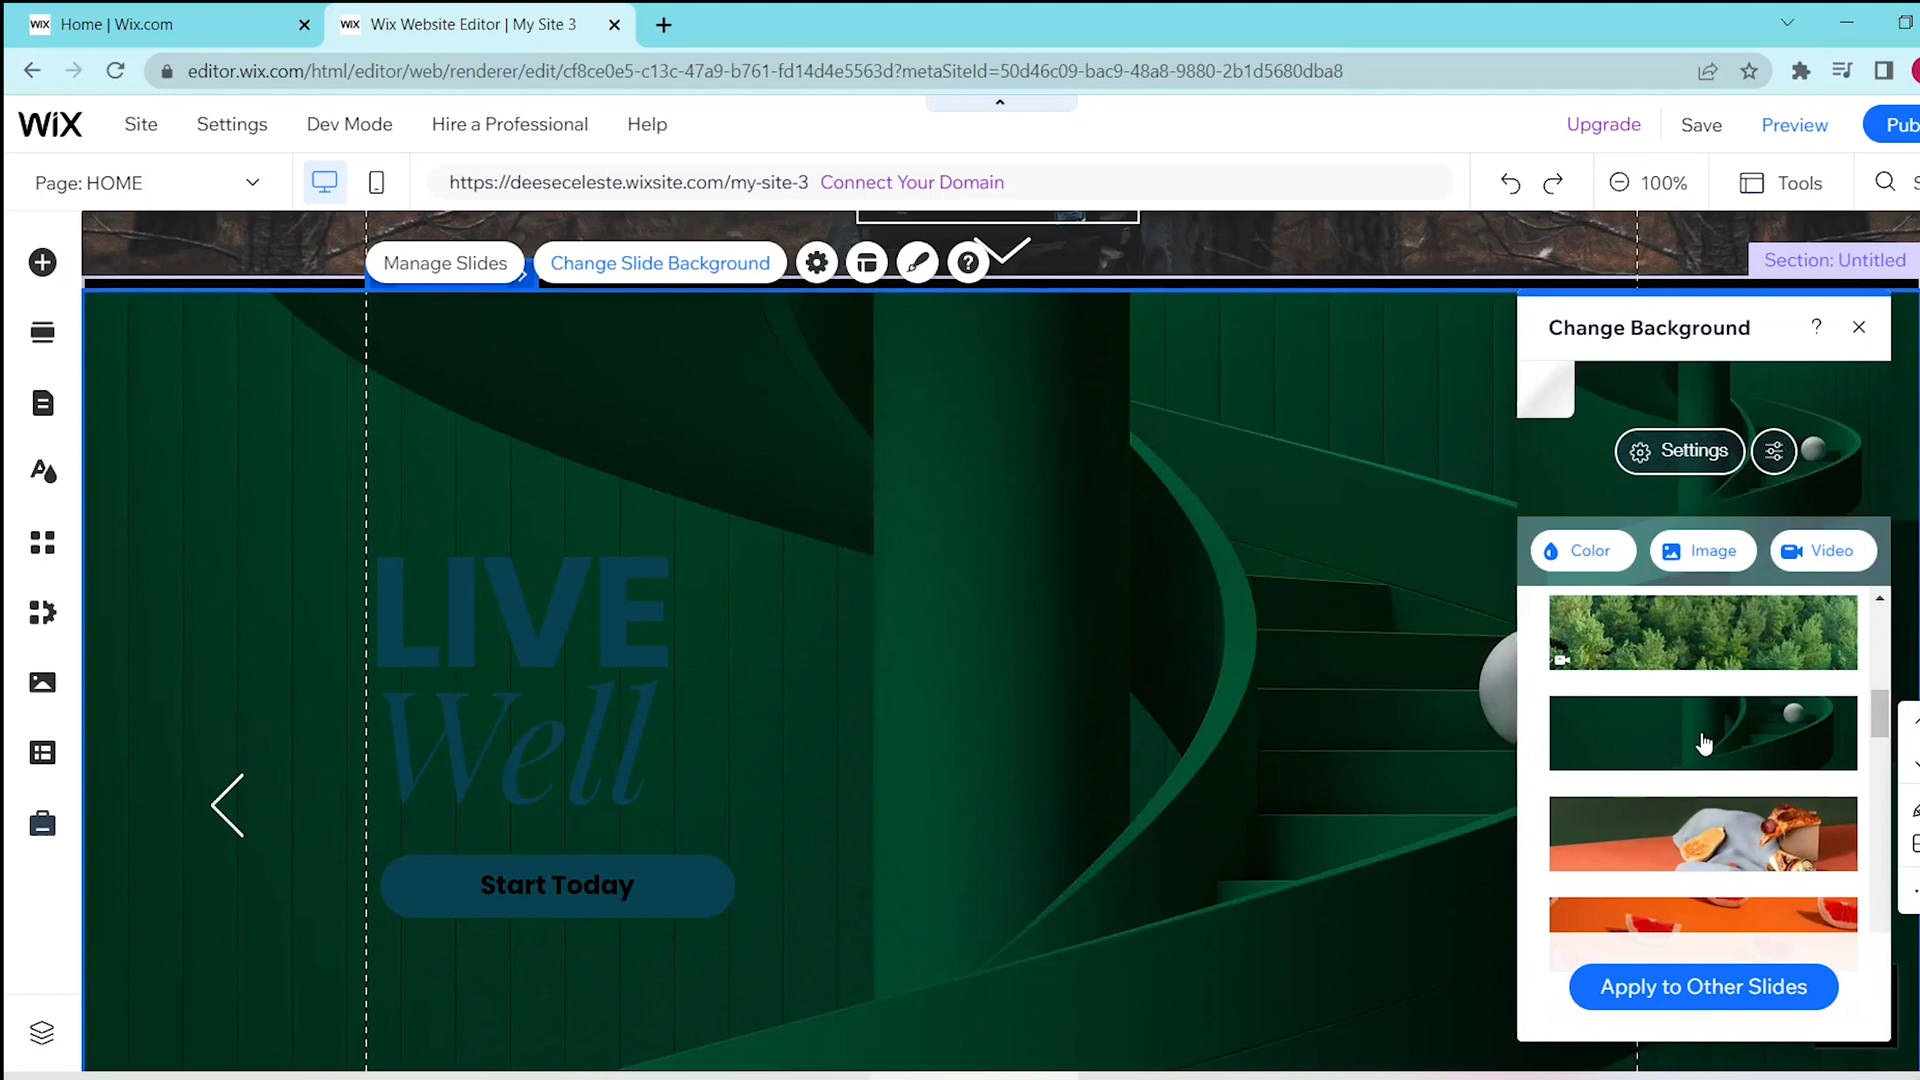 WIX Home | Wix.com
WIX Wix Website Editor | My Site 3
editor.wix.com/html/editor/web/renderer/edit/cf8ce0e5-c13c-47a9-b761-fd14d4e5563d?metaSiteId=50d46c09-bac9-48a8-9880-2b1d5680dba8
WIX Site Settings Dev Mode Hire a Professional Help Upgrade Save Preview Pub
Page: HOME https://deeseceleste.wixsite.com/my-site-3 Connect Your Domain 100% Tools S
Manage Slides Change Slide Background ? Section: Untitled
Change Background ?
Settings
Color Image Video
LIVE
Well
Start Today
Apply to Other Slides